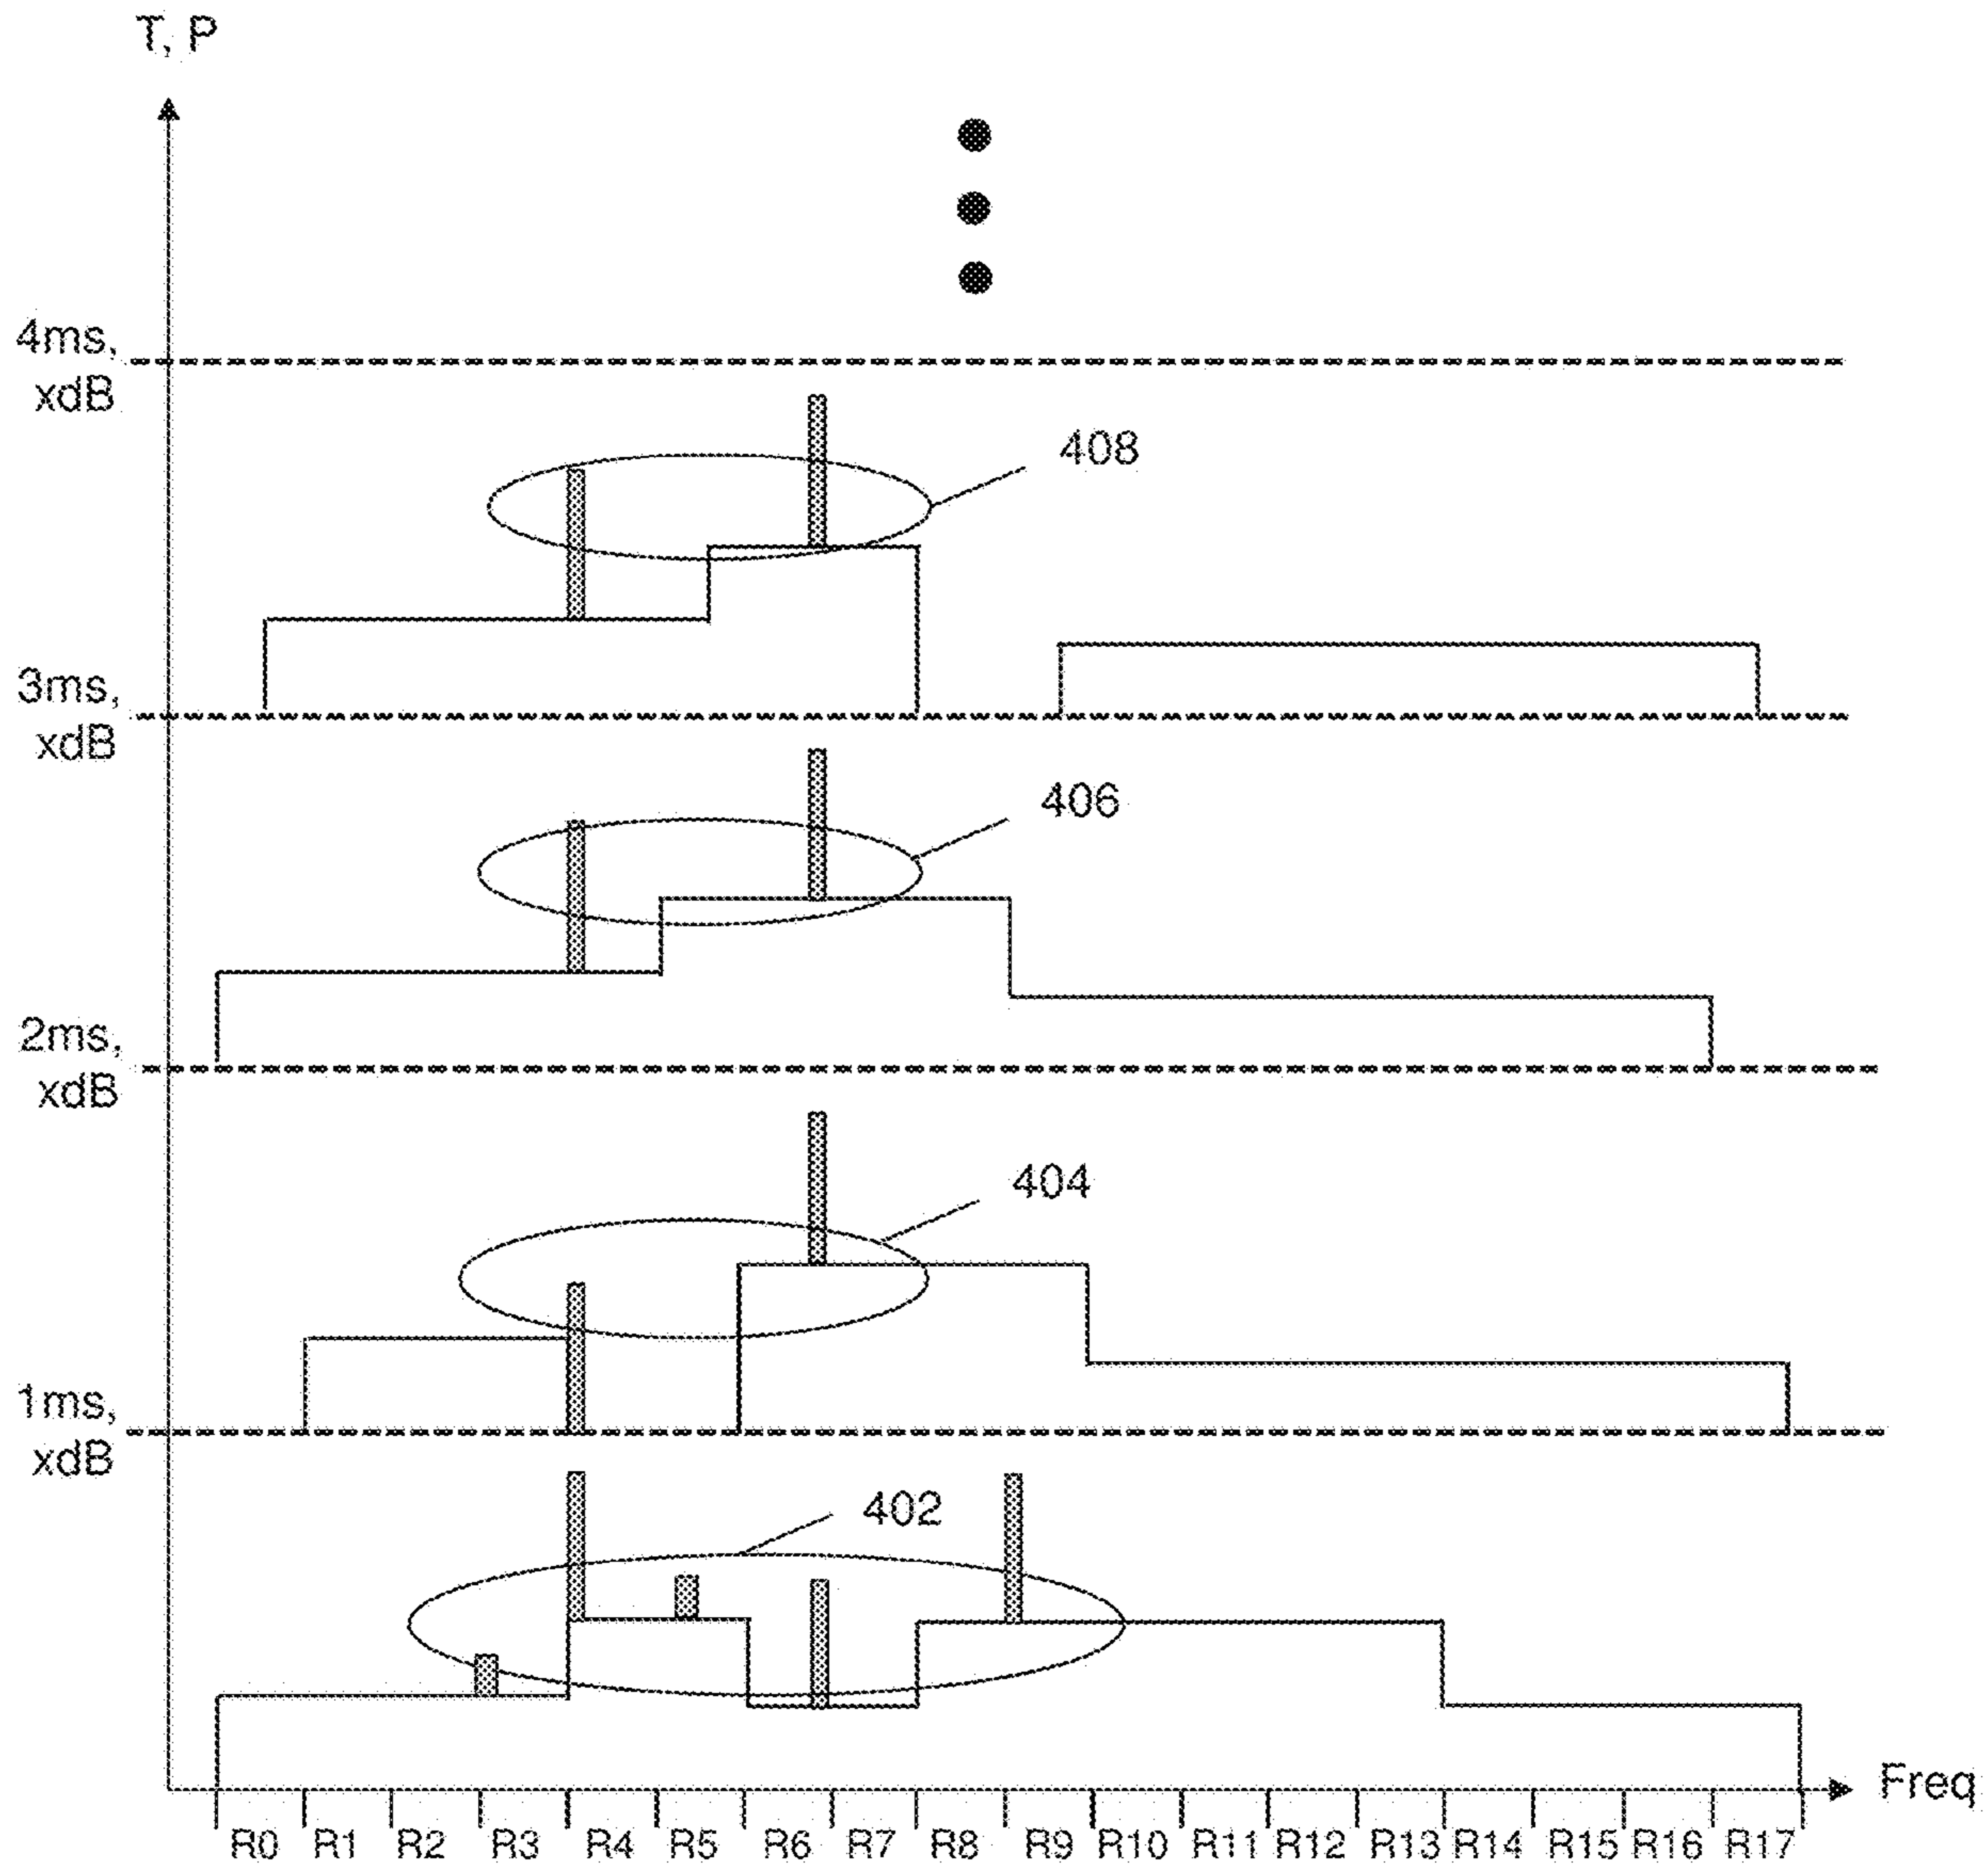 T, P
4ms,
xdB
408
3ms,
xdB
406
2ms,
xdB
404
1ms,
xdB
402
Freq
R0 R1 R2 R3 R4 R5 R6 R7 R8 R9 R10 R11 R12 R13 R14 R15 R16 R17